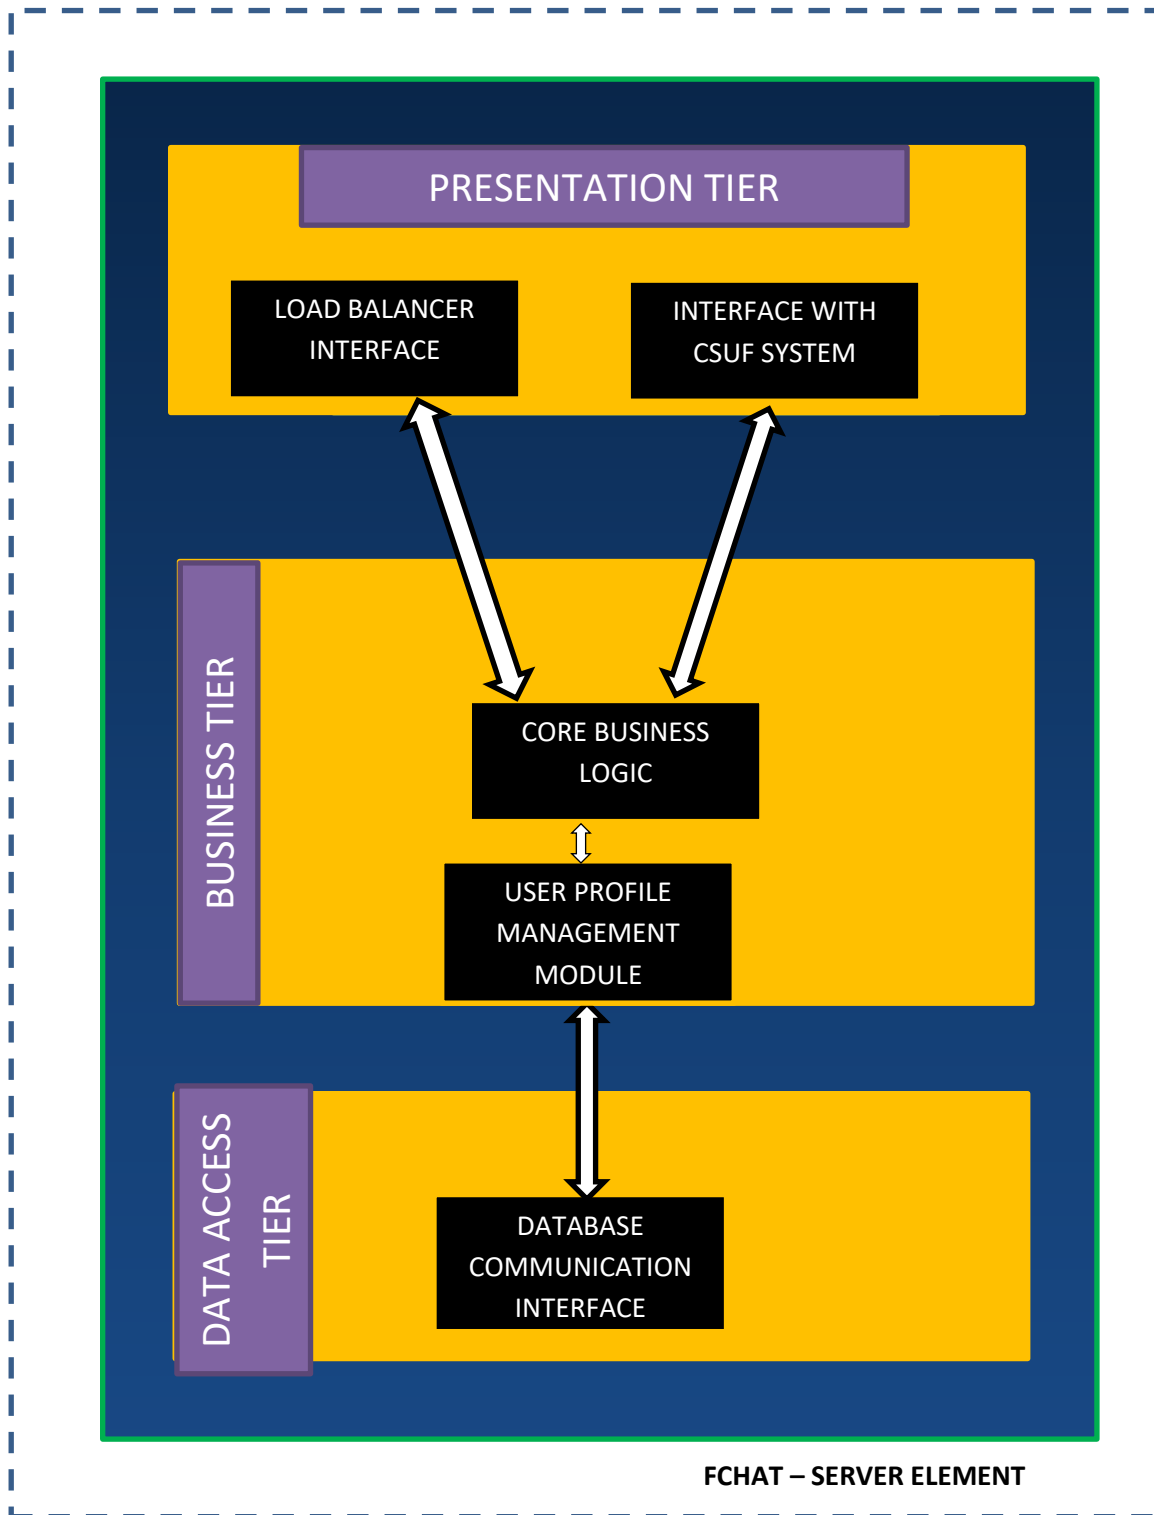 PRESENTATION TIER
LOAD BALANCER
INTERFACE
INTERFACE WITH
CSUF SYSTEM
BUSINESS TIER
CORE BUSINESS
LOGIC
USER PROFILE
MANAGEMENT
MODULE
DATA ACCESS
TIER
DATABASE
COMMUNICATION
INTERFACE
FCHAT – SERVER ELEMENT